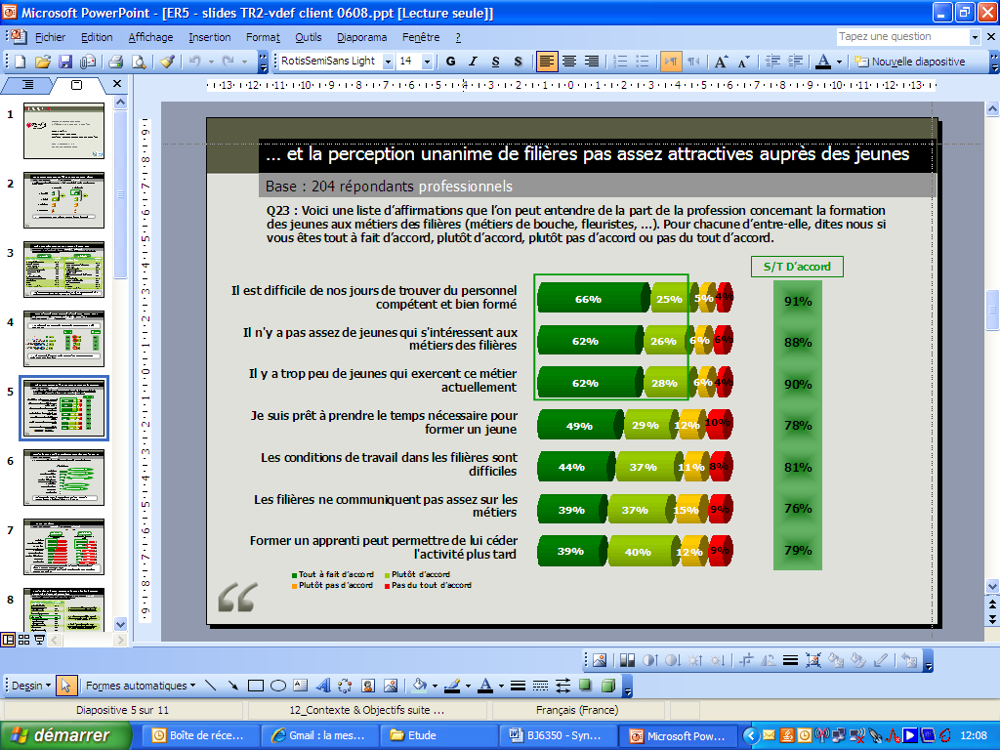 Microsoft PowerPoint - [ER5 - slides TR2-vdef client 0608.ppt [Lecture seule]]
Fichier Edition Affichage Insertion Format Outils Diaporama Fenêtre ?
Tapez une question
RotisSemiSans Light 14 G I S S Nouvelle diapositive
1
2
3
4
5
6
7
8
... et la perception unanime de filières pas assez attractives auprès des jeunes
Base : 204 répondants professionnels
Q23 : Voici une liste d'affirmations que l'on peut entendre de la part de la profession concernant la formation
des jeunes aux métiers des filières (métiers de bouche, fleuristes, ...). Pour chacune d'entre-elle, dites nous si
vous êtes tout à fait d'accord, plutôt d'accord, plutôt pas d'accord ou pas du tout d'accord.
S/T D'accord
Il est difficile de nos jours de trouver du personnel
compétent et bien formé
66% 25% 5% 4% 91%
Il n'y a pas assez de jeunes qui s'intéressent aux
métiers des filières
62% 26% 6% 6% 88%
Il y a trop peu de jeunes qui exercent ce métier
actuellement
62% 28% 6% 4% 90%
Je suis prêt à prendre le temps nécessaire pour
former un jeune
49% 29% 12% 10% 78%
Les conditions de travail dans les filières sont
difficiles
44% 37% 11% 8% 81%
Les filières ne communiquent pas assez sur les
métiers
39% 37% 15% 9% 76%
Former un apprenti peut permettre de lui céder
l'activité plus tard
39% 40% 12% 9% 79%
Tout à fait d'accord Plutôt d'accord
Plutôt pas d'accord Pas du tout d'accord
Dessin Formes automatiques
Diapositive 5 sur 11 12_Contexte & Objectifs suite ... Français (France)
démarrer Boîte de réce... Gmail : la mes... Etude BJ6350 - Syn... Microsoft Pow... 12:08